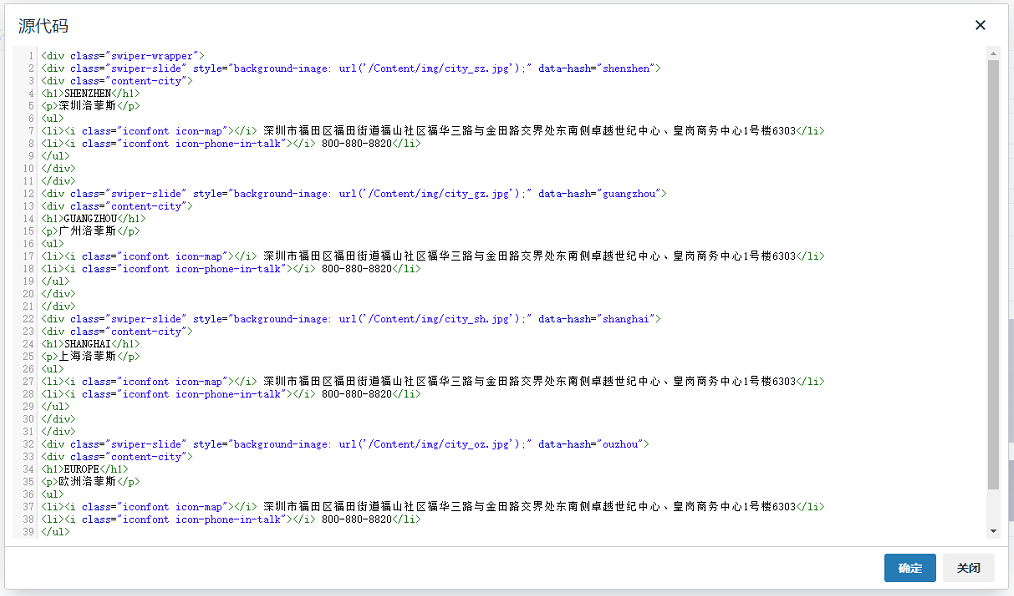 源代码
×
1 <div class="swiper-wrapper">
2 <div class="swiper-slide" style="background-image: url('/Content/img/city_sz.jpg');" data-hash="shenzhen">
3 <div class="content-city">
4 <h1>SHENZHEN</h1>
5 <p>深圳洛菲斯</p>
6 <ul>
7 <li><i class="iconfont icon-map"></i> 深圳市福田区福田街道福山社区福华三路与金田路交界处东南侧卓越世纪中心、皇岗商务中心1号楼6303</li>
8 <li><i class="iconfont icon-phone-in-talk"></i> 800-880-8820</li>
9 </ul>
10 </div>
11 </div>
12 <div class="swiper-slide" style="background-image: url('/Content/img/city_gz.jpg');" data-hash="guangzhou">
13 <div class="content-city">
14 <h1>GUANGZHOU</h1>
15 <p>广州洛菲斯</p>
16 <ul>
17 <li><i class="iconfont icon-map"></i> 深圳市福田区福田街道福山社区福华三路与金田路交界处东南侧卓越世纪中心、皇岗商务中心1号楼6303</li>
18 <li><i class="iconfont icon-phone-in-talk"></i> 800-880-8820</li>
19 </ul>
20 </div>
21 </div>
22 <div class="swiper-slide" style="background-image: url('/Content/img/city_sh.jpg');" data-hash="shanghai">
23 <div class="content-city">
24 <h1>SHANGHAI</h1>
25 <p>上海洛菲斯</p>
26 <ul>
27 <li><i class="iconfont icon-map"></i> 深圳市福田区福田街道福山社区福华三路与金田路交界处东南侧卓越世纪中心、皇岗商务中心1号楼6303</li>
28 <li><i class="iconfont icon-phone-in-talk"></i> 800-880-8820</li>
29 </ul>
30 </div>
31 </div>
32 <div class="swiper-slide" style="background-image: url('/Content/img/city_oz.jpg');" data-hash="ouzhou">
33 <div class="content-city">
34 <h1>EUROPE</h1>
35 <p>欧洲洛菲斯</p>
36 <ul>
37 <li><i class="iconfont icon-map"></i> 深圳市福田区福田街道福山社区福华三路与金田路交界处东南侧卓越世纪中心、皇岗商务中心1号楼6303</li>
38 <li><i class="iconfont icon-phone-in-talk"></i> 800-880-8820</li>
39 </ul>
确定 关闭